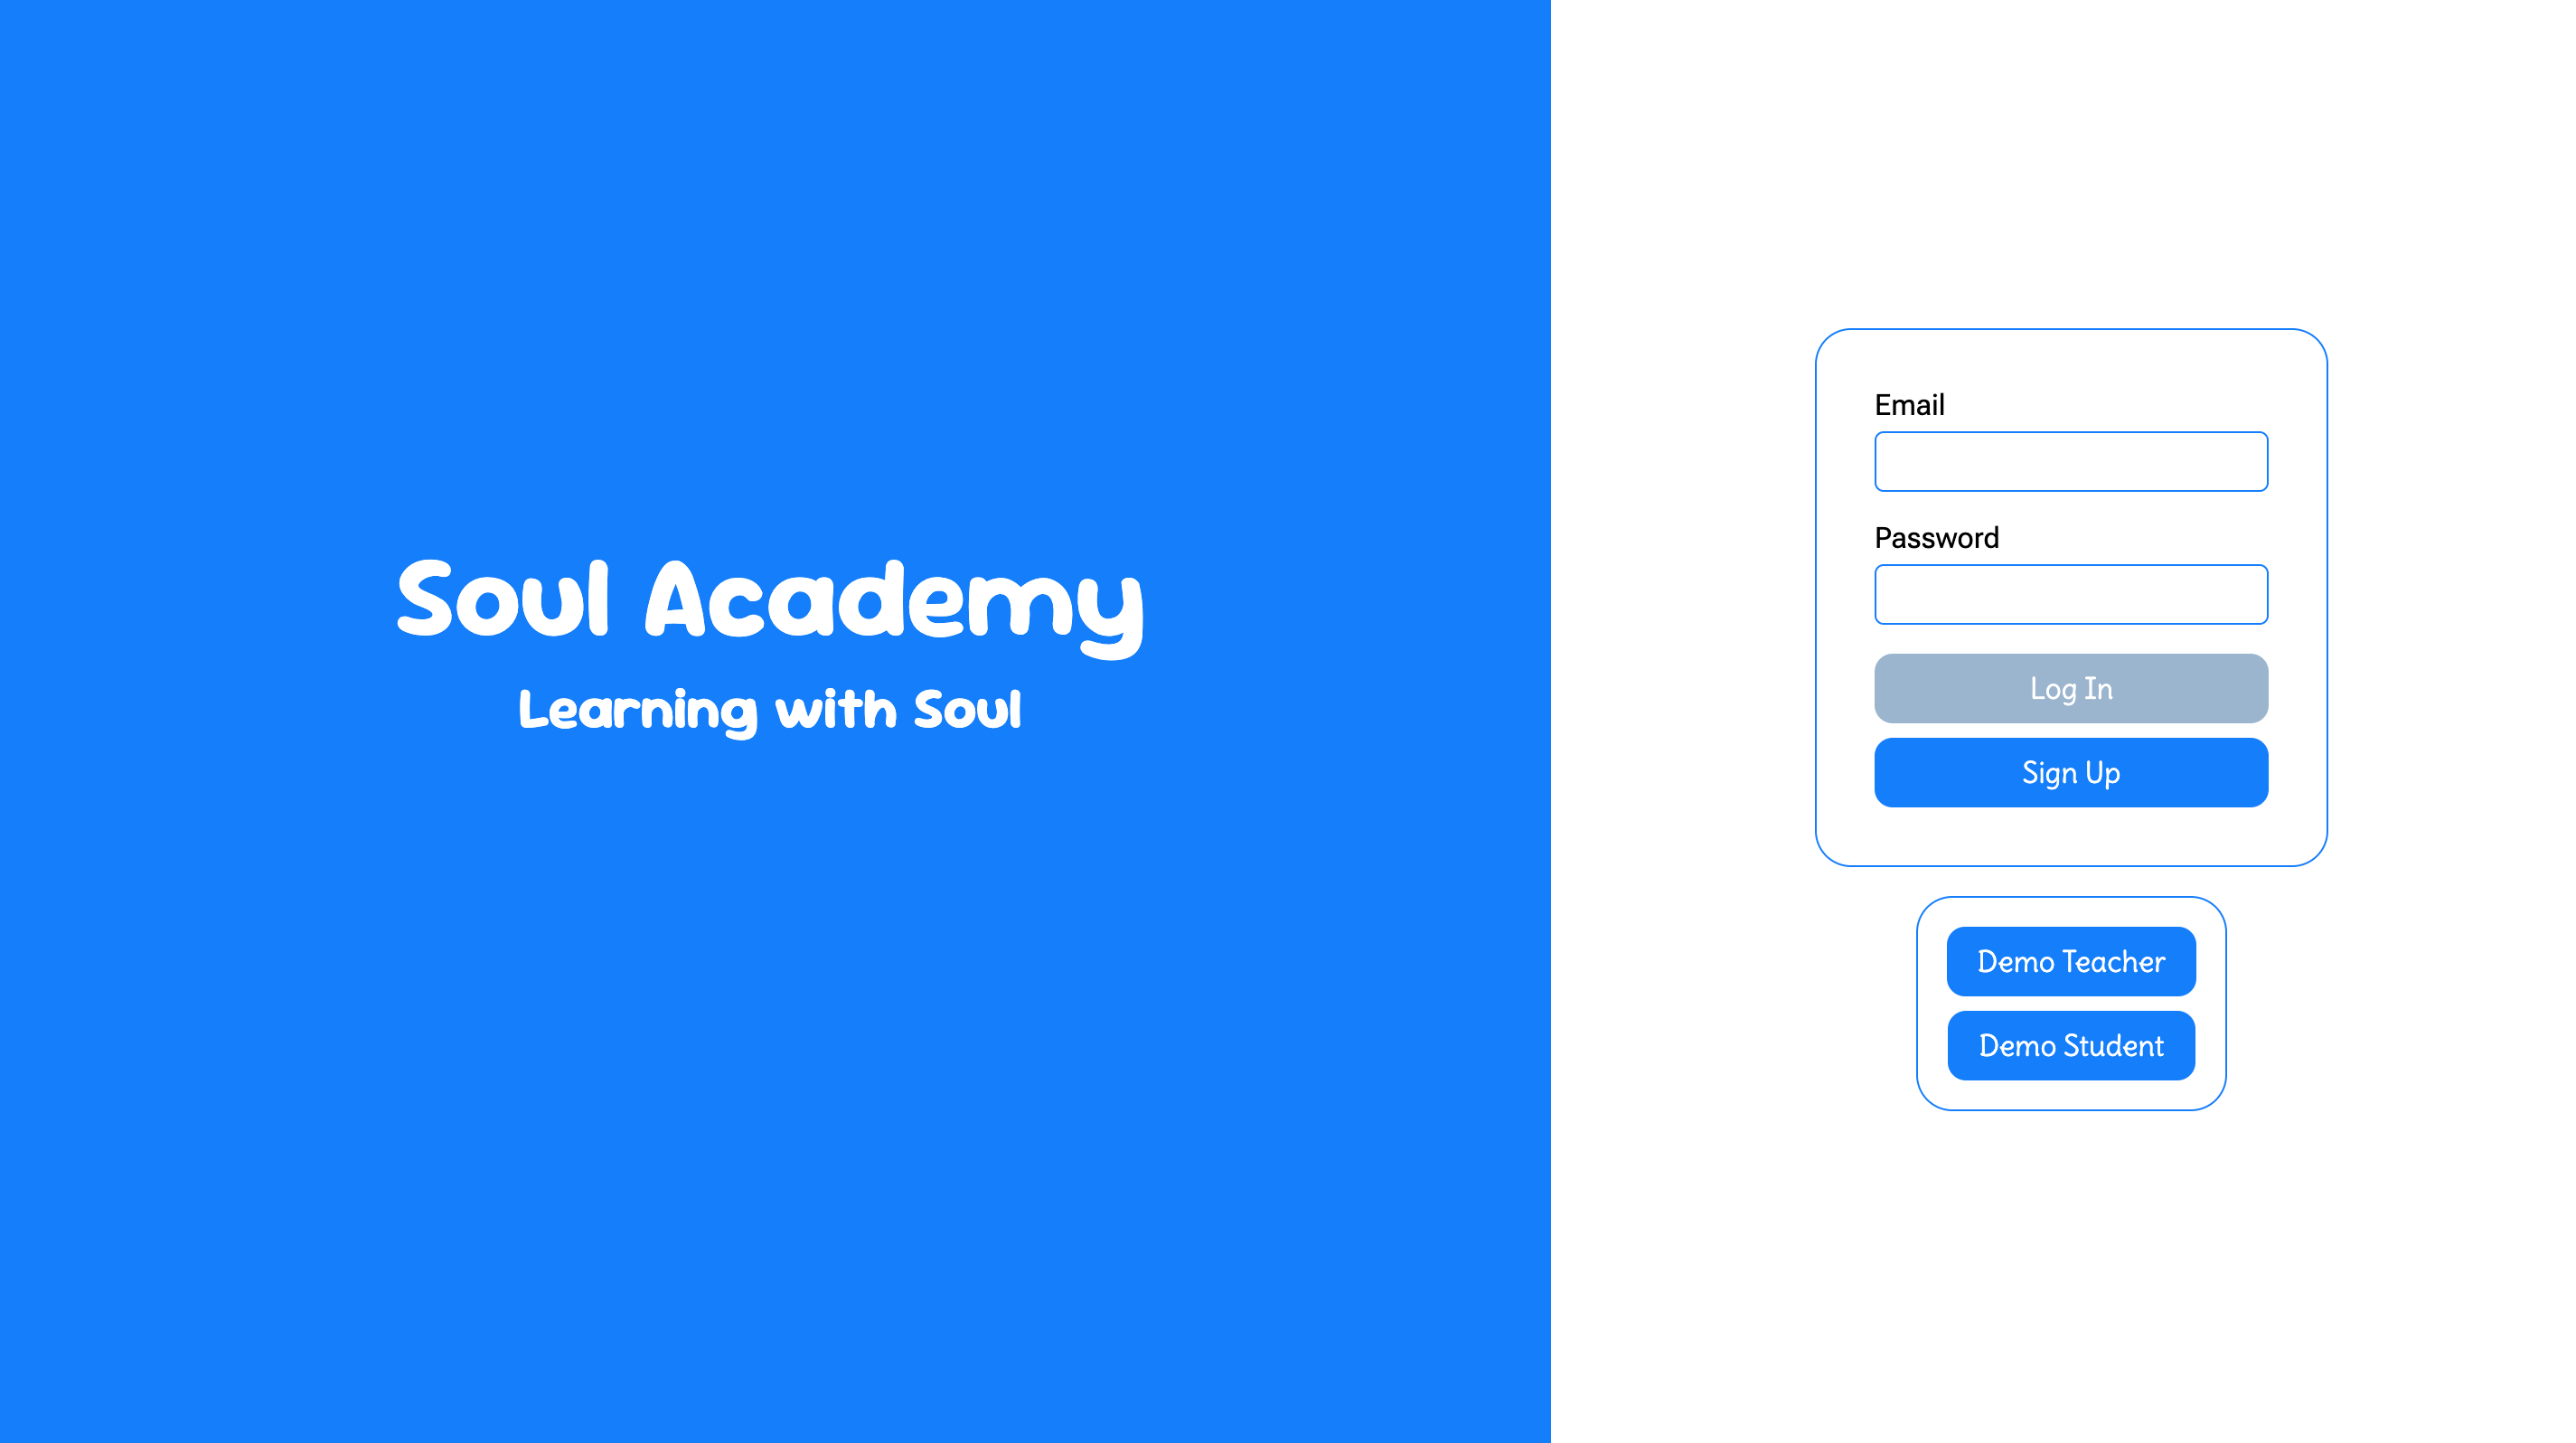 Soul Academy
Learning with Soul
Email
Password
Log In
Sign Up
Demo Teacher
Demo Student